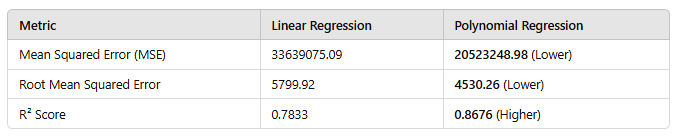 Metric Linear Regression Polynomial Regression
Mean Squared Error (MSE) 33639075.09 20523248.98 (Lower)
Root Mean Squared Error 5799.92 4530.26 (Lower)
R² Score 0.7833 0.8676 (Higher)